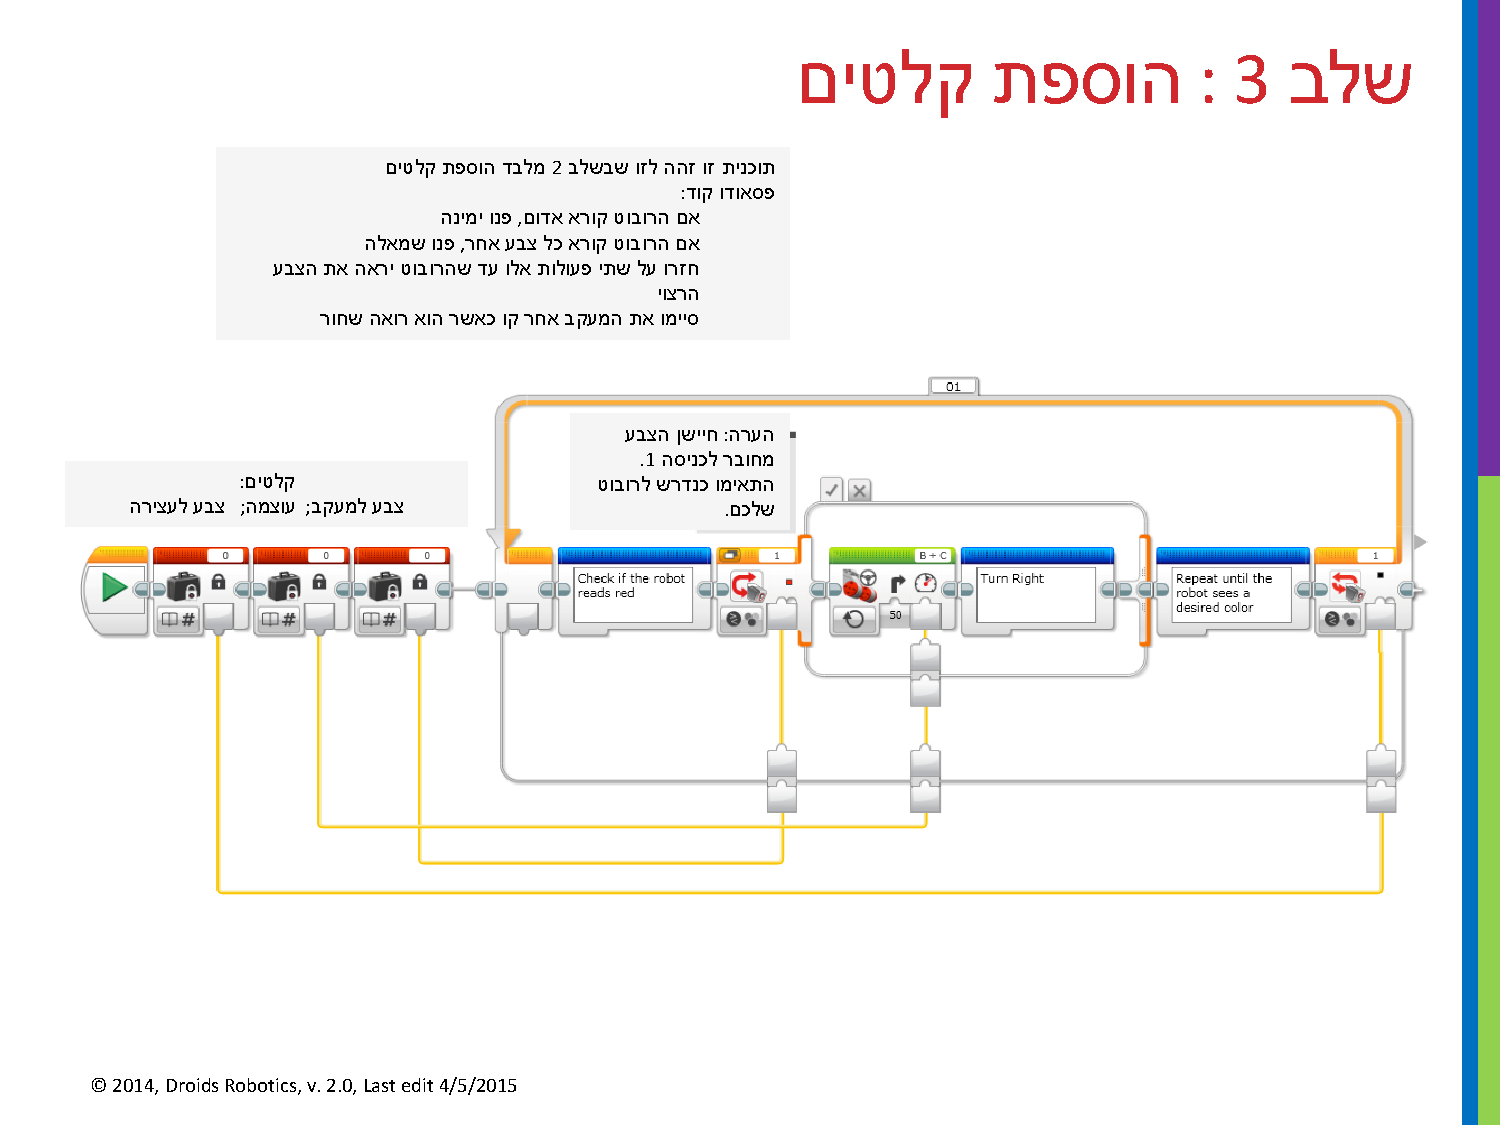 שלב 3 : הוספת קלטים
תוכנית זו זהה לזו שבשלב 2 מלבד הוספת קלטים
פסאודו קוד:
אם הרובוט קורא אדום, פנו ימינה
אם הרובוט קורא כל צבע אחר, פנו שמאלה
חזרו על שתי פעולות אלו עד שהרובוט יראה את הצבע
הרצוי
סיימו את המעקב אחר קו כאשר הוא רואה שחור
01
הערה: חיישן הצבע
מחובר לכניסה 1.
התאימו כנדרש לרובוט
שלכם.
קלטים:
צבע למעקב; עוצמה; צבע לעצירה
0
0
0
1
B + C
1
Check if the robot
reads red
Turn Right
Repeat until the
robot sees a
desired color
50
© 2014, Droids Robotics, v. 2.0, Last edit 4/5/2015